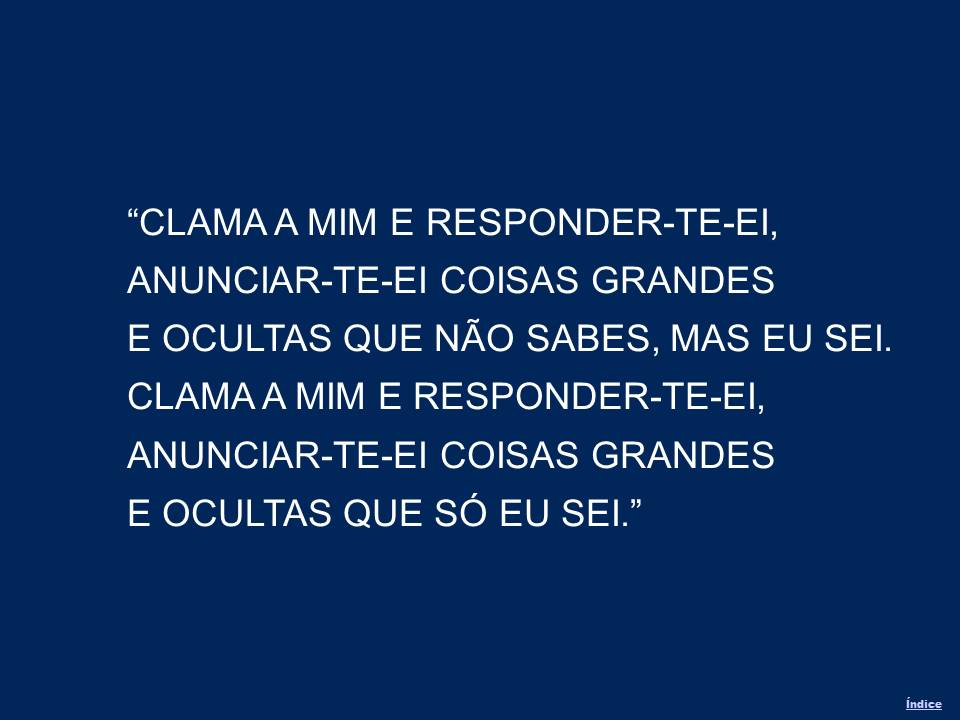 “CLAMA A MIM E RESPONDER-TE-EI,
ANUNCIAR-TE-EI COISAS GRANDES
E OCULTAS QUE NÃO SABES, MAS EU SEI.
CLAMA A MIM E RESPONDER-TE-EI,
ANUNCIAR-TE-EI COISAS GRANDES
E OCULTAS QUE SÓ EU SEI.”
Índice